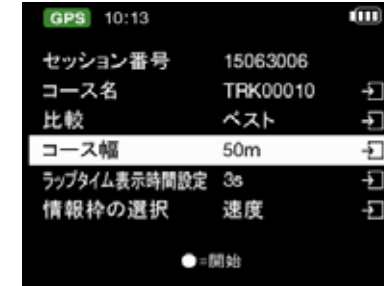 GPS 10:13
セッション番号 15063006
コース名 TRK00010
比較 ベスト
コース幅 50m
ラップタイム表示時間設定 3s
情報枠の選択 速度
●=開始